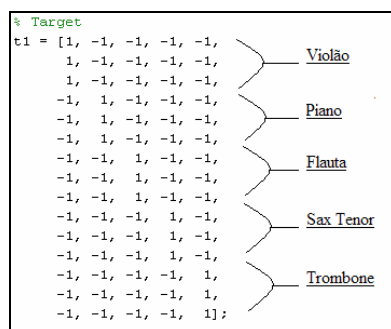 % Target
t1 = [1, -1, -1, -1, -1,
1, -1, -1, -1, -1,
Violão
1, -1, -1, -1, -1,
-1, 1, -1, -1, -1,
-1, 1, -1, -1, -1,
Piano
-1, 1, -1, -1, -1,
-1, -1, 1, -1, -1,
-1, -1, 1, -1, -1,
Flauta
-1, -1, 1, -1, -1,
-1, -1, -1, 1, -1,
-1, -1, -1, 1, -1,
Sax Tenor
-1, -1, -1, 1, -1,
-1, -1, -1, -1, 1,
-1, -1, -1, -1, 1,
Trombone
-1, -1, -1, -1, 1];